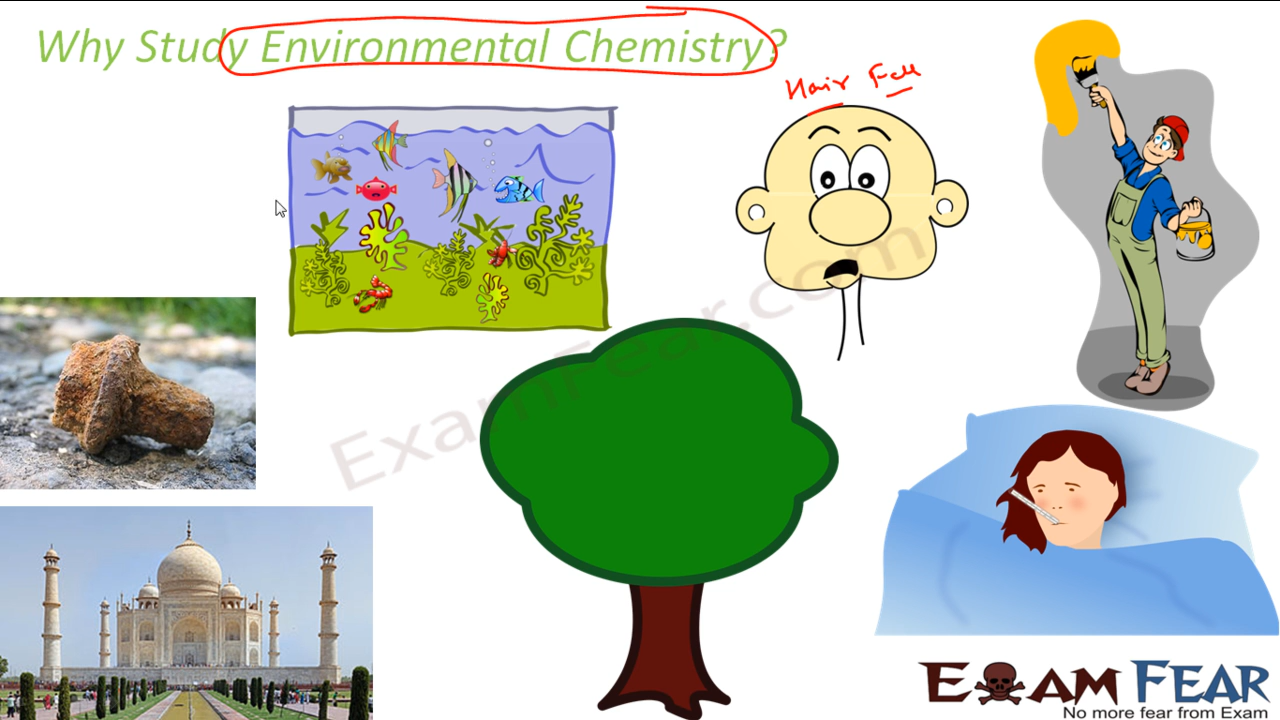 Why Study Environmental Chemistry?
Hair Fall
ExamFear.com
EXAM FEAR
No more fear from Exam